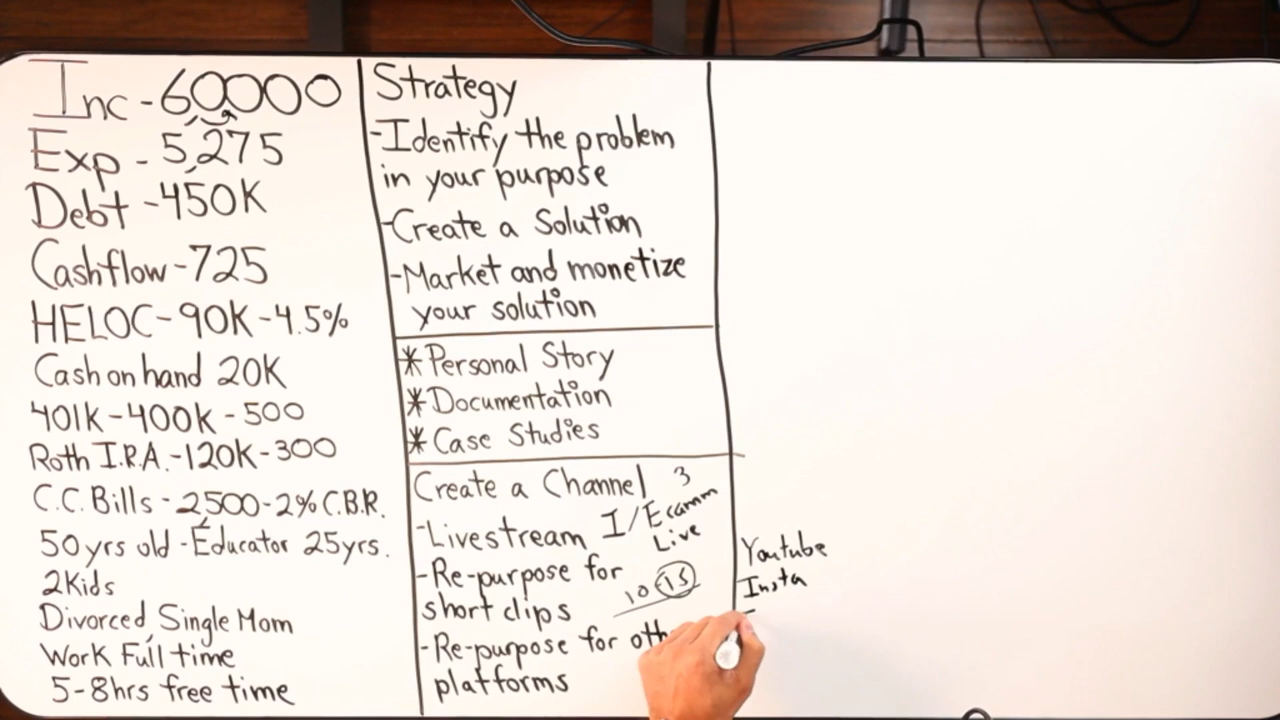 Inc - 60000
Exp - 5,275
Debt - 450K
Cashflow - 725
HELOC - 90K - 4.5%
Cash on hand 20K
401K - 400K - 500
Roth I.R.A. - 120K - 300
C.C. Bills - 2500 - 2% C.B.R.
50 yrs old - Educator 25 yrs.
2 Kids
Divorced, Single Mom
Work Full time
5-8 hrs free time
Strategy
- Identify the problem
in your purpose
- Create a Solution
- Market and monetize
your solution
* Personal Story
* Documentation
* Case Studies
Create a Channel 3
- Livestream I/Ecamm
Live
- Re-purpose for
short clips 10 15
- Re-purpose for oth
platforms
Youtube
Insta